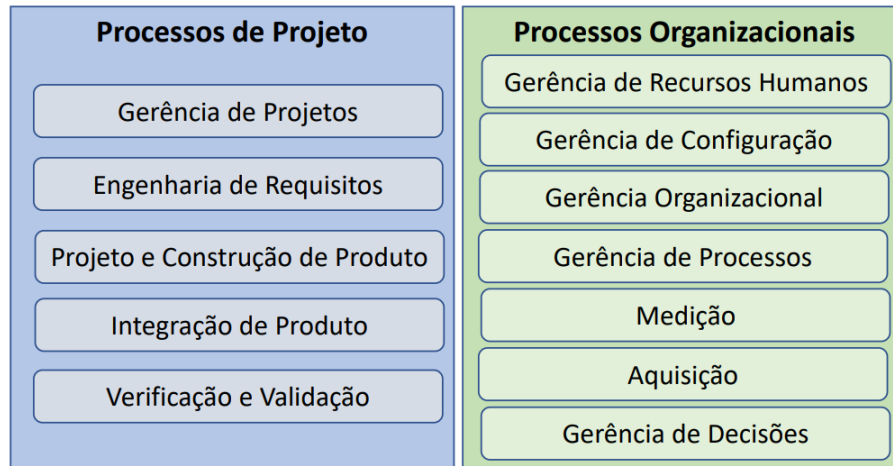 Processos de Projeto
Gerência de Projetos
Engenharia de Requisitos
Projeto e Construção de Produto
Integração de Produto
Verificação e Validação
Processos Organizacionais
Gerência de Recursos Humanos
Gerência de Configuração
Gerência Organizacional
Gerência de Processos
Medição
Aquisição
Gerência de Decisões